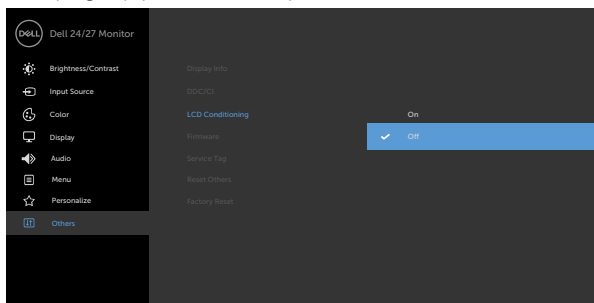 DELL Dell 24/27 Monitor
Brightness/Contrast
Input Source
Color
Display
Audio
Menu
Personalize
Others
Display Info
DDC/CI
LCD Conditioning
Firmware
Service Tag
Reset Others
Factory Reset
On
Off